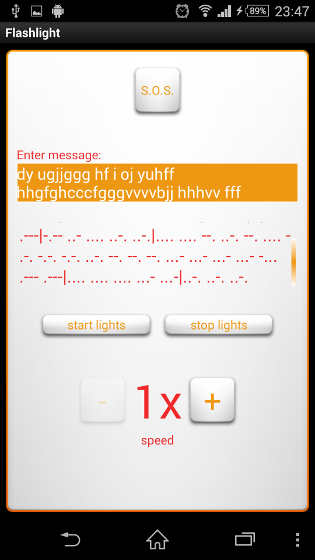 89%
23:47
Flashlight
S.O.S.
Enter message:
dy ugjjggg hf i oj yuhff
hhgfghcccfgggvvvvbjj hhhvv fff
.---|-.-- ..- .... ..-. ..-.|.... .... --. ..-. --. .... -
.-. -.-. -.-. ..-. --. --. --. ...- ...- ...- ...- -...
.--- .---|.... .... .... ...- ...-|..-. ..-. ..-.
start lights
stop lights
-
1x
+
speed